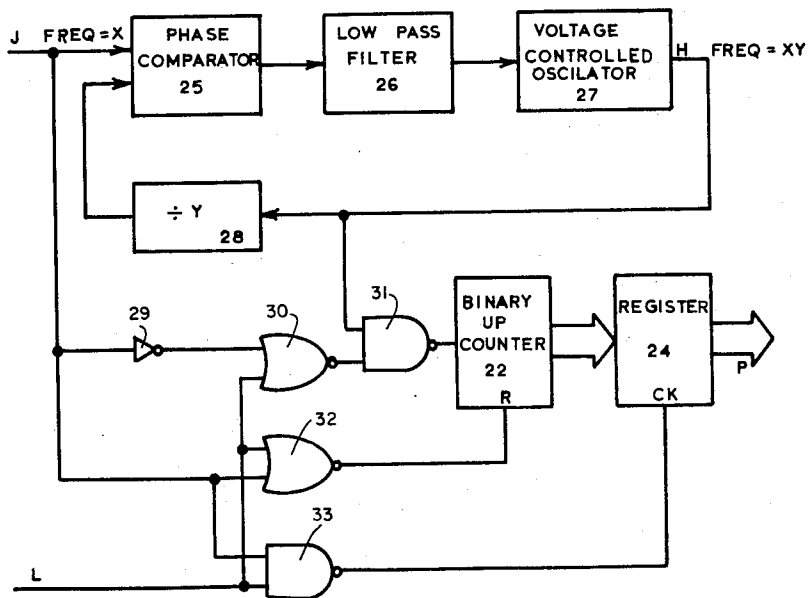 J FREQ = X
PHASE
COMPARATOR
25
LOW PASS
FILTER
26
VOLTAGE
CONTROLLED
OSCILATOR
27
H FREQ = XY
÷ Y
28
29
30
31
BINARY
UP
COUNTER
22
R
REGISTER
24
CK
P
32
33
L